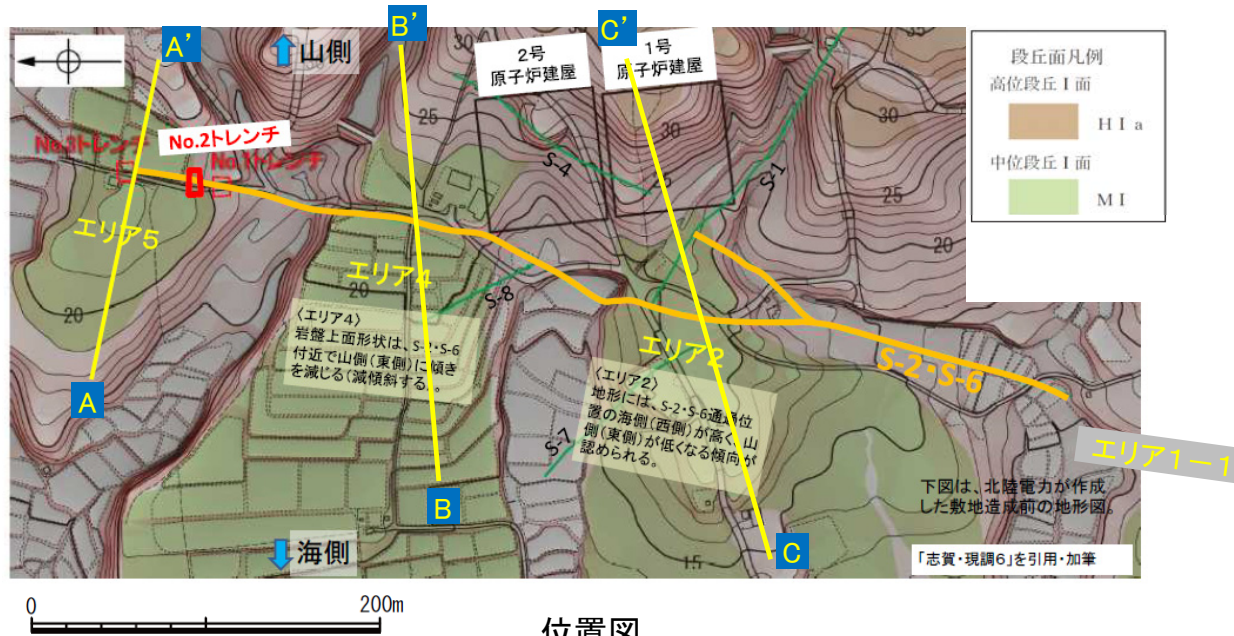 A’
B’
C’
山側
2号
原子炉建屋
1号
原子炉建屋
段丘面凡例
高位段丘Ⅰ面
HⅠa
中位段丘Ⅰ面
MⅠ
30
35
25
30
25
20
No.3トレンチ
No.2トレンチ
No.1トレンチ
S-4
S-1
エリア5
20
エリア4
20
S-8
〈エリア4〉
岩盤上面形状は、S-2・S-6
付近で山側(東側)に傾き
を減じる(減傾斜する)。
エリア2
〈エリア2〉
地形には、S-2・S-6通過位
置の海側(西側)が高く、山
側(東側)が低くなる傾向が
認められる。
S-2・S-6
S-7
A
B
C
エリア1-1
下図は、北陸電力が作成
した敷地造成前の地形図。
海側
15
「志賀・現調6」を引用・加筆
0
200m
位置図